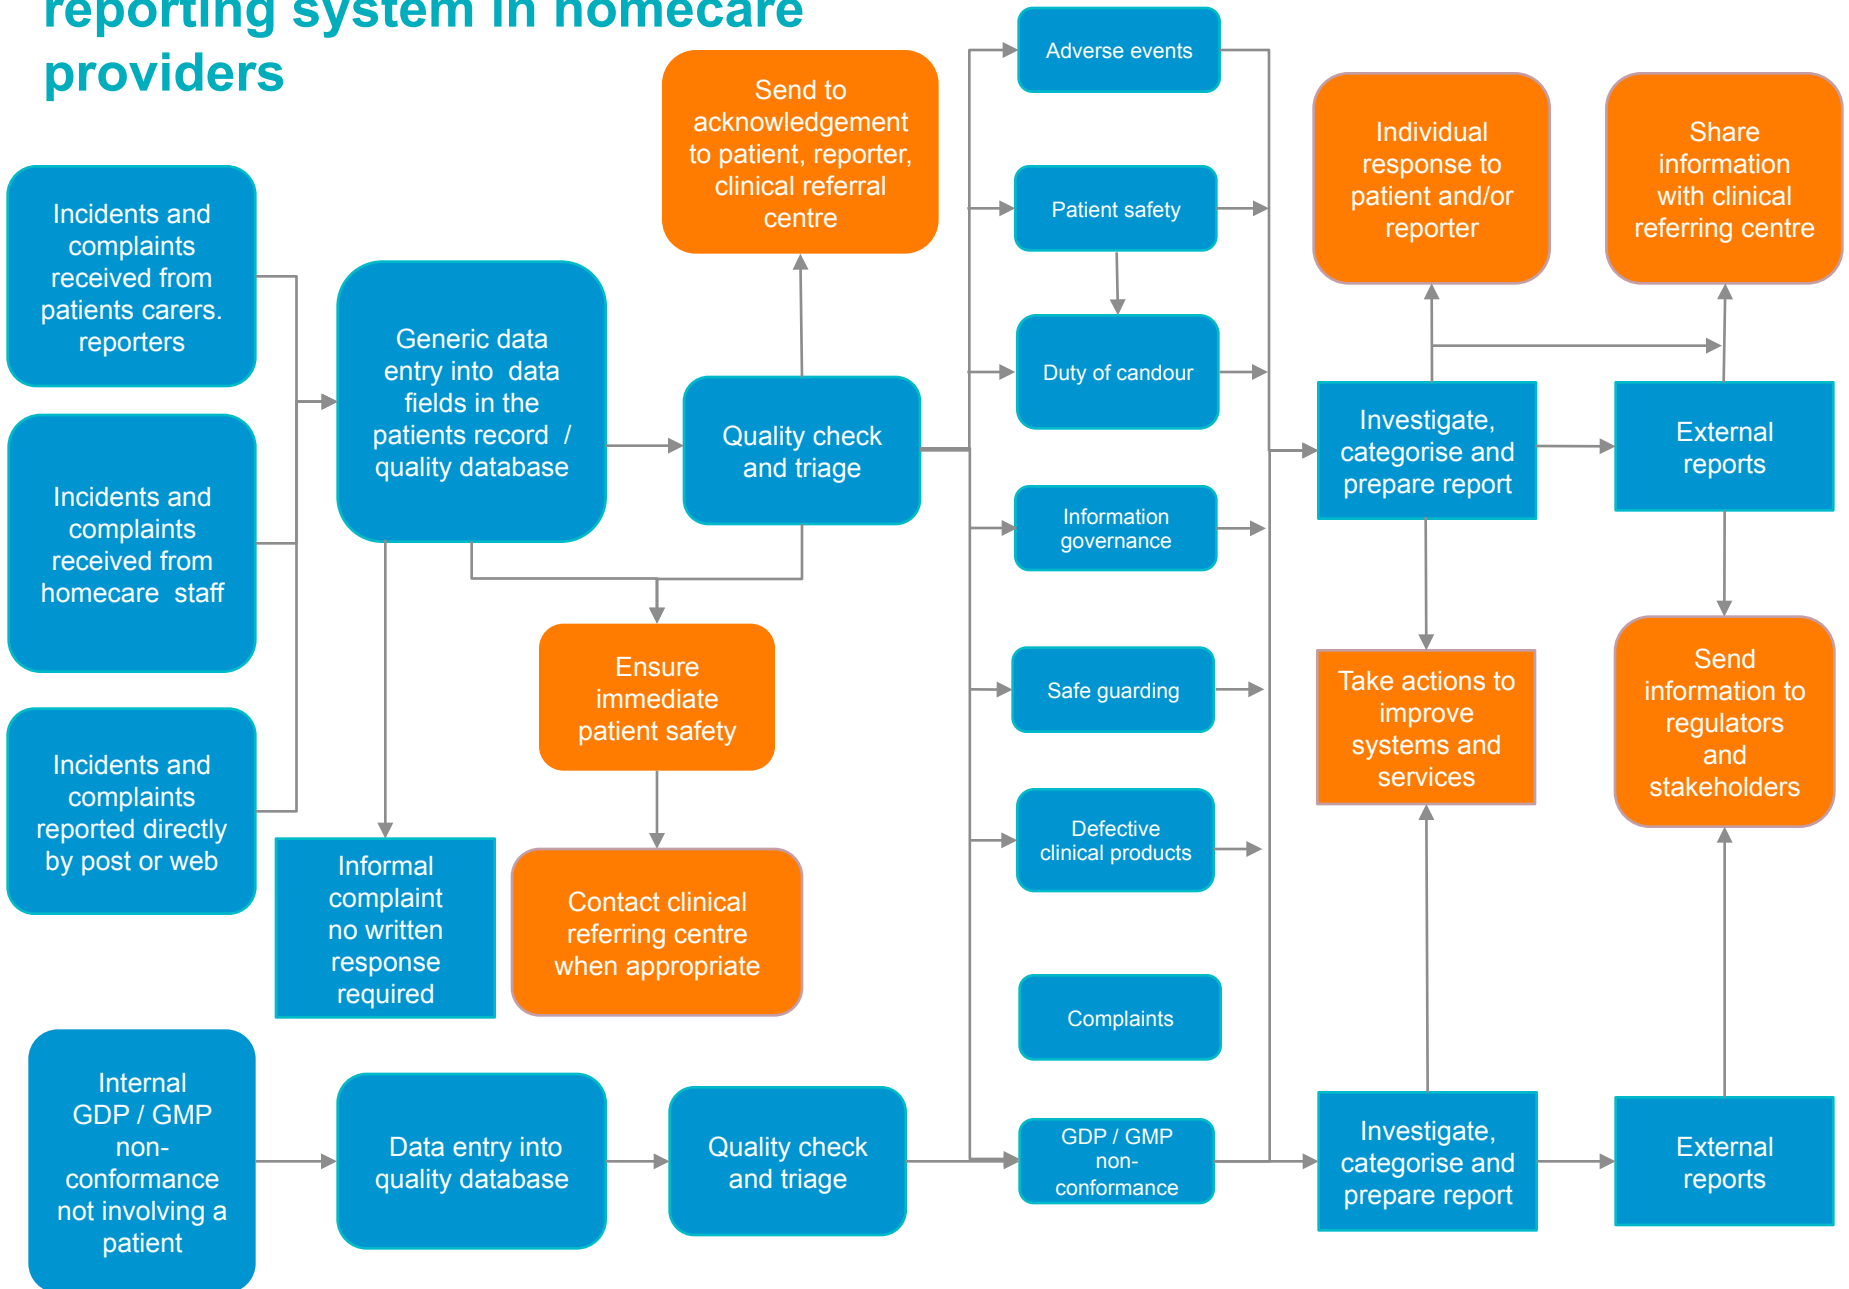 reporting system in homecare
providers
Incidents and
complaints
received from
patients carers.
reporters
Incidents and
complaints
received from
homecare  staff
Incidents and
complaints
reported directly
by post or web
Generic data
entry into  data
fields in the
patients record  /
quality database
Informal
complaint
no written
response
required
Send to
acknowledgement
to patient, reporter,
clinical referral
centre
Quality check
and triage
Ensure
immediate
patient safety
Contact clinical
referring centre
when appropriate
Adverse events
Patient safety
Duty of candour
Information
governance
Safe guarding
Defective
clinical products
Complaints
Individual
response to
patient and/or
reporter
Share
information
with clinical
referring centre
Investigate,
categorise and
prepare report
External
reports
Take actions to
improve
systems and
services
Send
information to
regulators
and
stakeholders
Internal
GDP / GMP
non-
conformance
not involving a
patient
Data entry into
quality database
Quality check
and triage
GDP / GMP
non-
conformance
Investigate,
categorise and
prepare report
External
reports